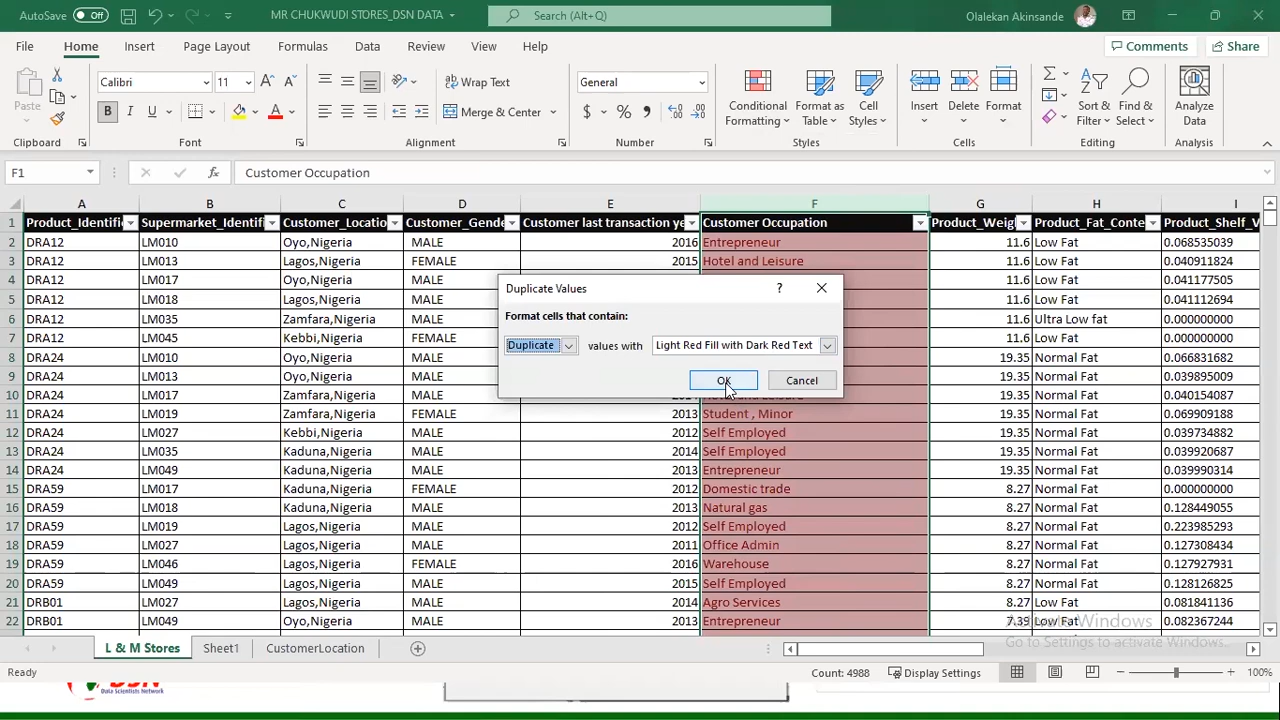 AutoSave Off MR CHUKWUDI STORES_DSN DATA Search (Alt+Q) Olalekan Akinsande
File Home Insert Page Layout Formulas Data Review View Help Comments Share
Paste Calibri 11 Wrap Text General Conditional Formatting Format as Table Cell Styles Insert Delete Format Sort & Filter Find & Select Analyze Data
B I U A Merge & Center $ %
Clipboard Font Alignment Number Styles Cells Editing Analysis
F1 fx Customer Occupation
A B C D E F G H I
1 Product_Identifi Supermarket_Identifi Customer_Locatio Customer_Gende Customer last transaction ye Customer Occupation Product_Weig Product_Fat_Conte Product_Shelf_V
2 DRA12 LM010 Oyo,Nigeria MALE 2016 Entrepreneur 11.6 Low Fat 0.068535039
3 DRA12 LM013 Lagos,Nigeria FEMALE 2015 Hotel and Leisure 11.6 Low Fat 0.040911824
4 DRA12 LM017 Oyo,Nigeria MALE 11.6 Low Fat 0.041177505
5 DRA12 LM018 Lagos,Nigeria FEMALE 11.6 Low Fat 0.041112694
6 DRA12 LM035 Zamfara,Nigeria MALE 11.6 Ultra Low fat 0.000000000
7 DRA12 LM045 Kebbi,Nigeria FEMALE 11.6 Low Fat 0.000000000
8 DRA24 LM010 Oyo,Nigeria MALE 19.35 Normal Fat 0.066831682
9 DRA24 LM013 Oyo,Nigeria MALE 19.35 Normal Fat 0.039895009
10 DRA24 LM017 Zamfara,Nigeria MALE 19.35 Normal Fat 0.040154087
11 DRA24 LM019 Zamfara,Nigeria FEMALE 2013 Student , Minor 19.35 Normal Fat 0.069909188
12 DRA24 LM027 Kebbi,Nigeria MALE 2012 Self Employed 19.35 Normal Fat 0.039734882
13 DRA24 LM035 Kaduna,Nigeria MALE 2014 Self Employed 19.35 Normal Fat 0.039920687
14 DRA24 LM049 Kaduna,Nigeria MALE 2013 Entrepreneur 19.35 Normal Fat 0.039990314
15 DRA59 LM017 Kaduna,Nigeria FEMALE 2012 Domestic trade 8.27 Normal Fat 0.000000000
16 DRA59 LM018 Kaduna,Nigeria MALE 2013 Natural gas 8.27 Normal Fat 0.128449055
17 DRA59 LM019 Lagos,Nigeria MALE 2012 Self Employed 8.27 Normal Fat 0.223985293
18 DRA59 LM027 Lagos,Nigeria MALE 2011 Office Admin 8.27 Normal Fat 0.127308434
19 DRA59 LM046 Lagos,Nigeria FEMALE 2016 Warehouse 8.27 Normal Fat 0.127927931
20 DRA59 LM049 Lagos,Nigeria MALE 2015 Self Employed 8.27 Normal Fat 0.128126825
21 DRB01 LM027 Lagos,Nigeria MALE 2014 Agro Services Low Fat 0.081841136
22 DRB01 LM049 Oyo,Nigeria MALE 2013 Entrepreneur 0.082367244
Duplicate Values ?
Format cells that contain:
Duplicate values with Light Red Fill with Dark Red Text
OK Cancel
Activate Windows
Go to Settings to activate Windows.
L & M Stores Sheet1 CustomerLocation
Ready Count: 4988 Display Settings 100%
DSN
Data Scientists Network